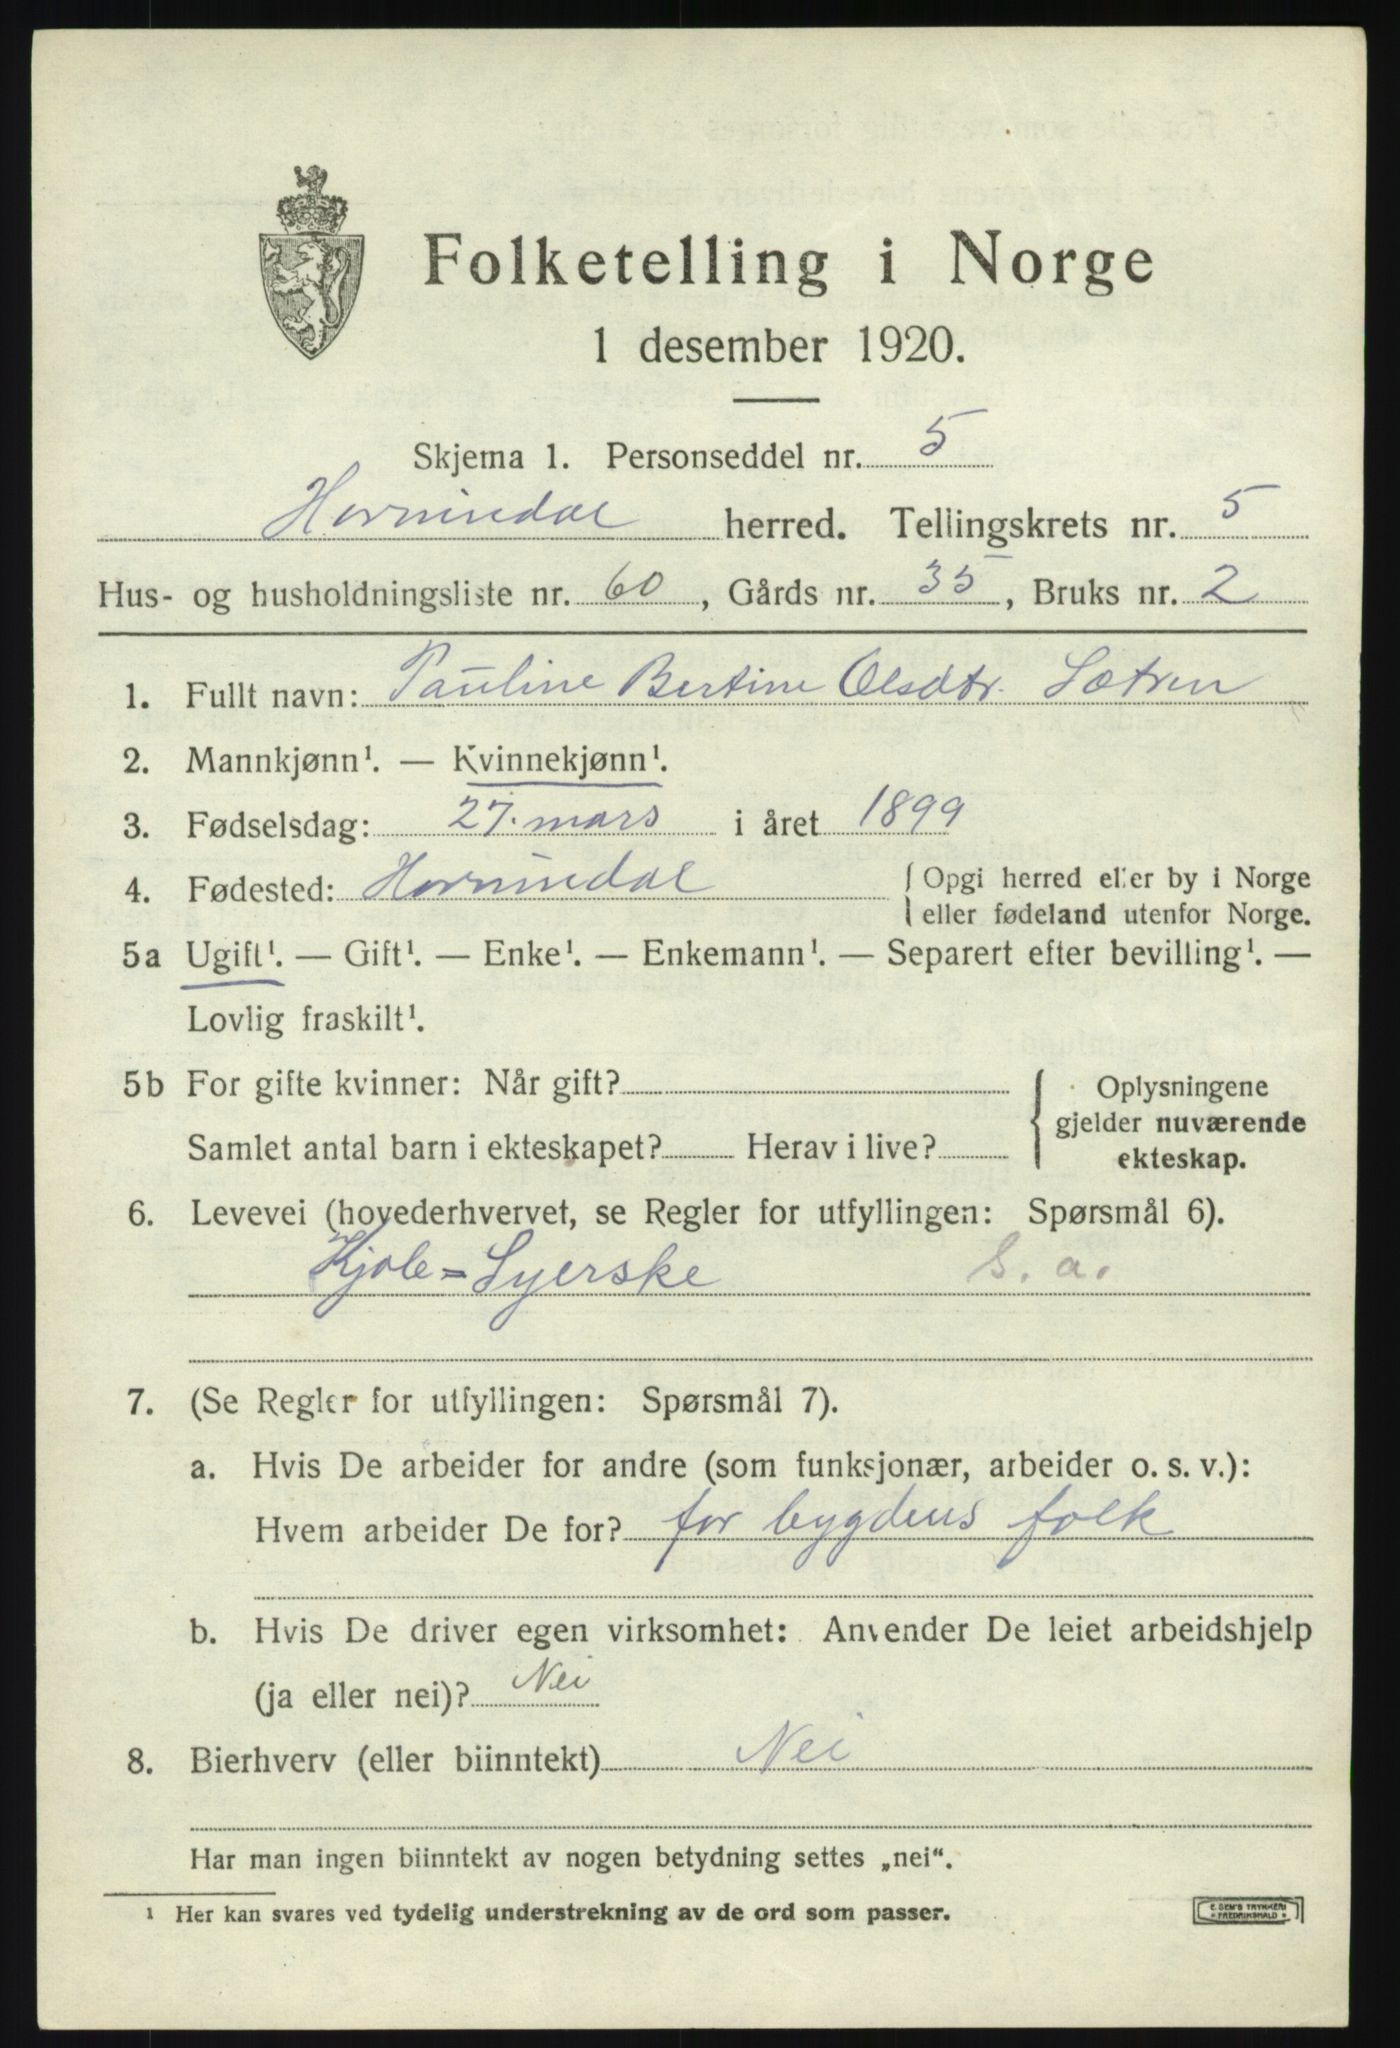 Folketelling i Norge
1 desember 1920.
Skjema 1. Personseddel nr. 5
Hornindal herred. Tellingskrets nr. 5
Hus- og husholdningsliste nr. 60, Gårds nr. 35, Bruks nr. 2
1. Fullt navn: Pauline Bertine Olsdtr. Sætren
2. Mannkjønn¹. — Kvinnekjønn¹.
3. Fødselsdag: 27. mars i året 1899
4. Fødested: Hornindal { Opgi herred eller by i Norge
eller fødeland utenfor Norge.
5a Ugift¹. — Gift¹. — Enke¹. — Enkemann¹. — Separert efter bevilling¹. —
Lovlig fraskilt¹.
5b For gifte kvinner: Når gift?
Samlet antal barn i ekteskapet? Herav i live?
{ Oplysningene
gjelder nuværende
ekteskap.
6. Levevei (hovederhvervet, se Regler for utfyllingen: Spørsmål 6).
Kjole=Syerske S. a.
7. (Se Regler for utfyllingen: Spørsmål 7).
a. Hvis De arbeider for andre (som funksjonær, arbeider o. s. v.):
Hvem arbeider De for? for bygdens folk
b. Hvis De driver egen virksomhet: Anvender De leiet arbeidshjelp
(ja eller nei)? Nei
8. Bierhverv (eller biinntekt) Nei
Har man ingen biinntekt av nogen betydning settes „nei“.
¹ Her kan svares ved tydelig understrekning av de ord som passer.
E. SEM'S TRYKKERI
FREDRIKSHALD